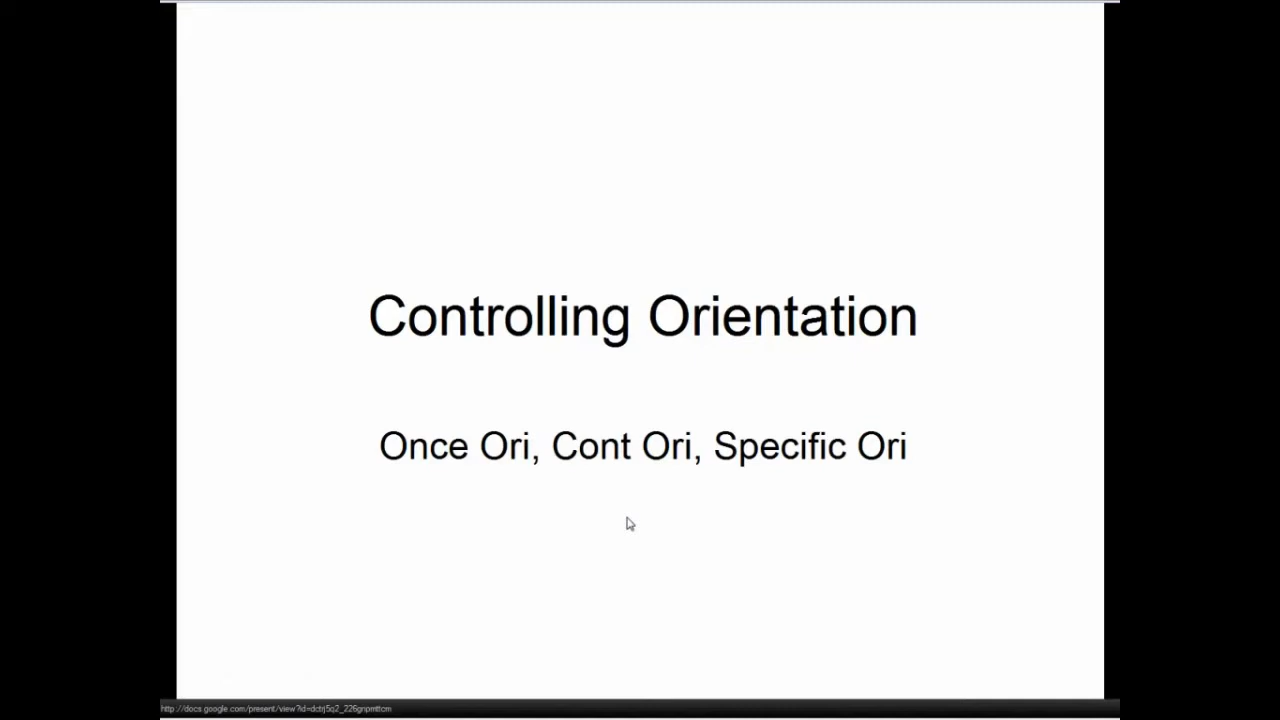 Controlling Orientation
Once Ori, Cont Ori, Specific Ori
http://docs.google.com/present/view?id=dctrj5q2_226gnpmttcm